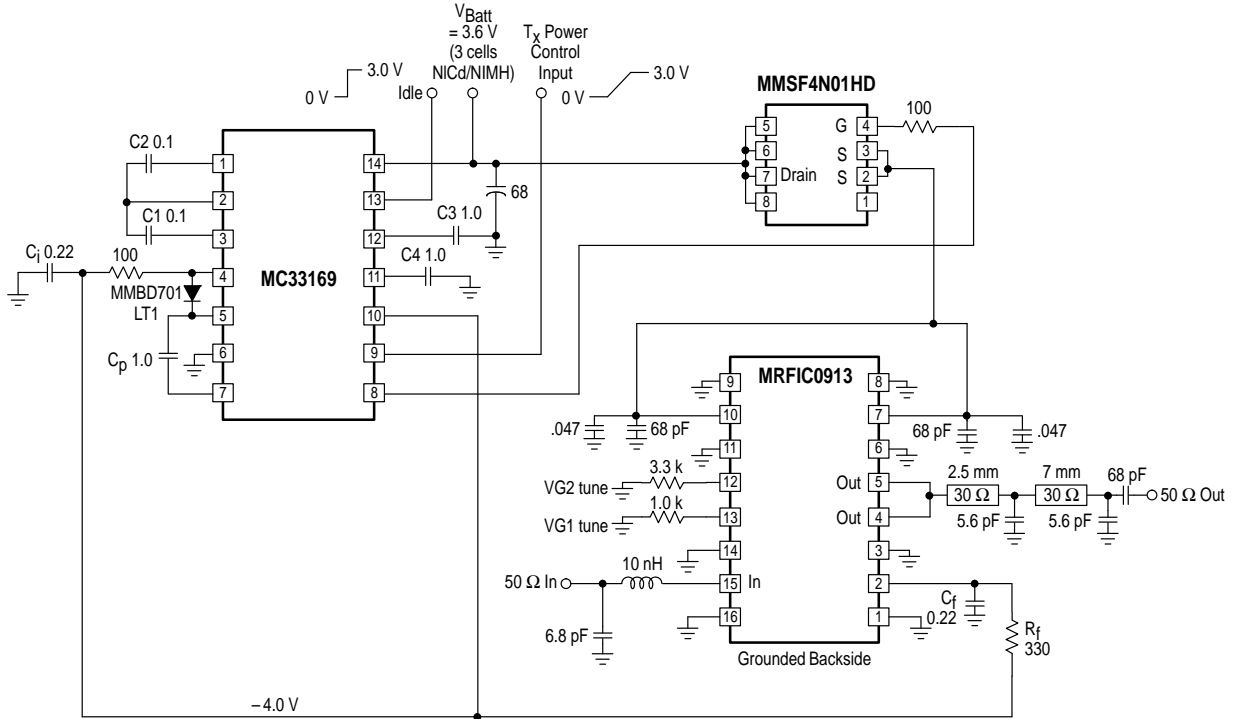 V_Batt
= 3.6 V
(3 cells
NICd/NIMH)
T_x Power
Control
Input
3.0 V
0 V
Idle
0 V
3.0 V
MMSF4N01HD
100
5
6
7
8
Drain
G
S
S
4
3
2
1
C2 0.1
C1 0.1
C_i 0.22
100
MMBD701
LT1
C_p 1.0
1
2
3
4
5
6
7
MC33169
14
13
12
11
10
9
8
68
C3 1.0
C4 1.0
MRFIC0913
9
10
11
12
13
14
15
16
In
8
7
6
5
4
3
2
1
Out
Out
.047
68 pF
68 pF
.047
3.3 k
VG2 tune
1.0 k
VG1 tune
10 nH
50 Ω In
6.8 pF
2.5 mm
30 Ω
7 mm
30 Ω
68 pF
50 Ω Out
5.6 pF
5.6 pF
C_f
0.22
R_f
330
Grounded Backside
–4.0 V